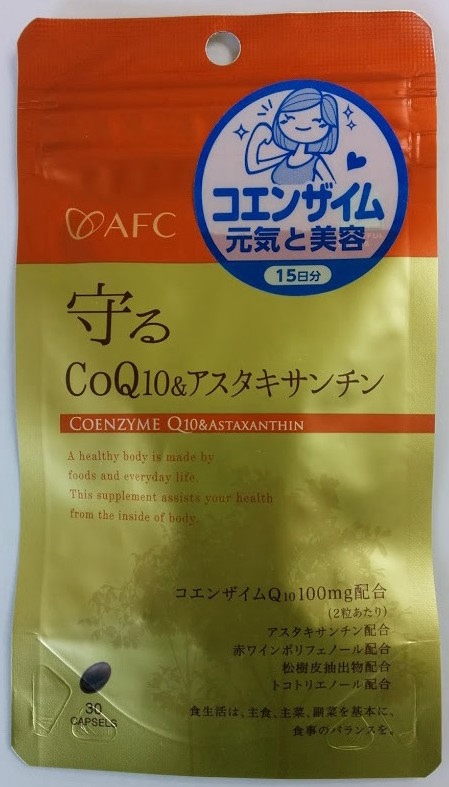 コエンザイム
元気と美容
15日分
AFC
守る
CoQ10&アスタキサンチン
COENZYME Q10&ASTAXANTHIN
A healthy body is made by
foods and everyday life.
This supplement assists your health
from the inside of body.
コエンザイムQ10 100mg配合
(2粒あたり)
アスタキサンチン配合
赤ワインポリフェノール配合
松樹皮抽出物配合
トコトリエノール配合
30
CAPSELS
食生活は、主食、主菜、副菜を基本に、
食事のバランスを。